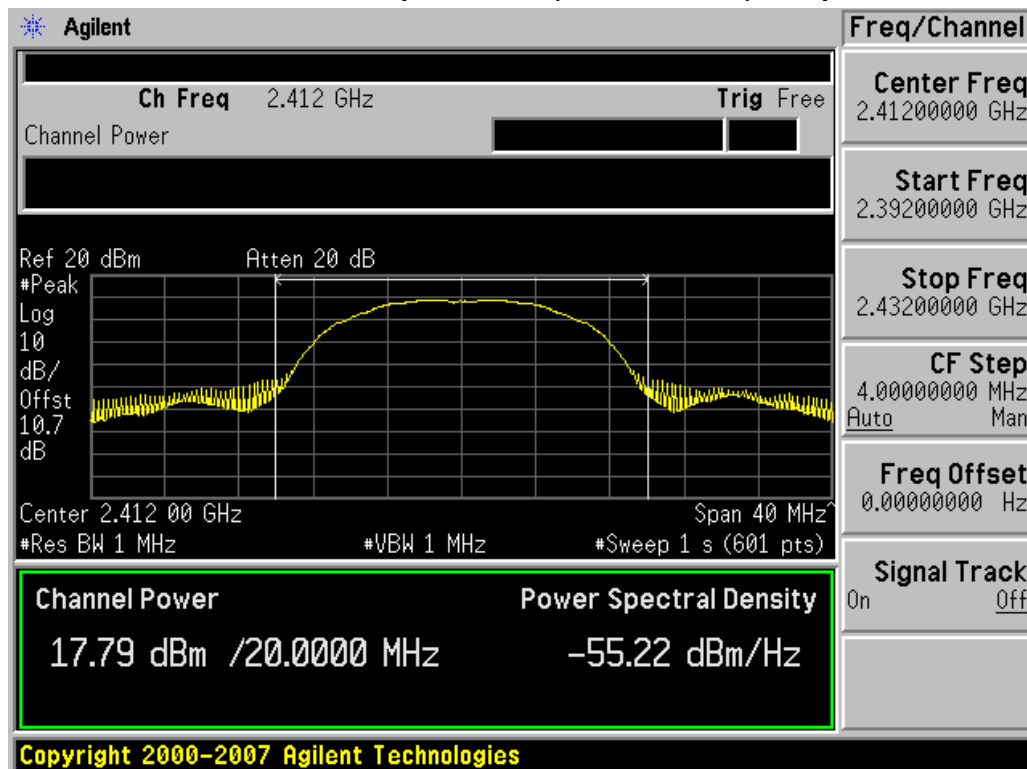 Agilent
Freq/Channel
Ch Freq 2.412 GHz Trig Free
Channel Power
Center Freq
2.41200000 GHz
Start Freq
2.39200000 GHz
Stop Freq
2.43200000 GHz
CF Step
4.00000000 MHz
Auto Man
Freq Offset
0.00000000 Hz
Signal Track
On Off
Ref 20 dBm Atten 20 dB
#Peak
Log
10
dB/
Offst
10.7
dB
Center 2.412 00 GHz Span 40 MHz^
#Res BW 1 MHz #VBW 1 MHz #Sweep 1 s (601 pts)
Channel Power Power Spectral Density
17.79 dBm /20.0000 MHz -55.22 dBm/Hz
Copyright 2000-2007 Agilent Technologies